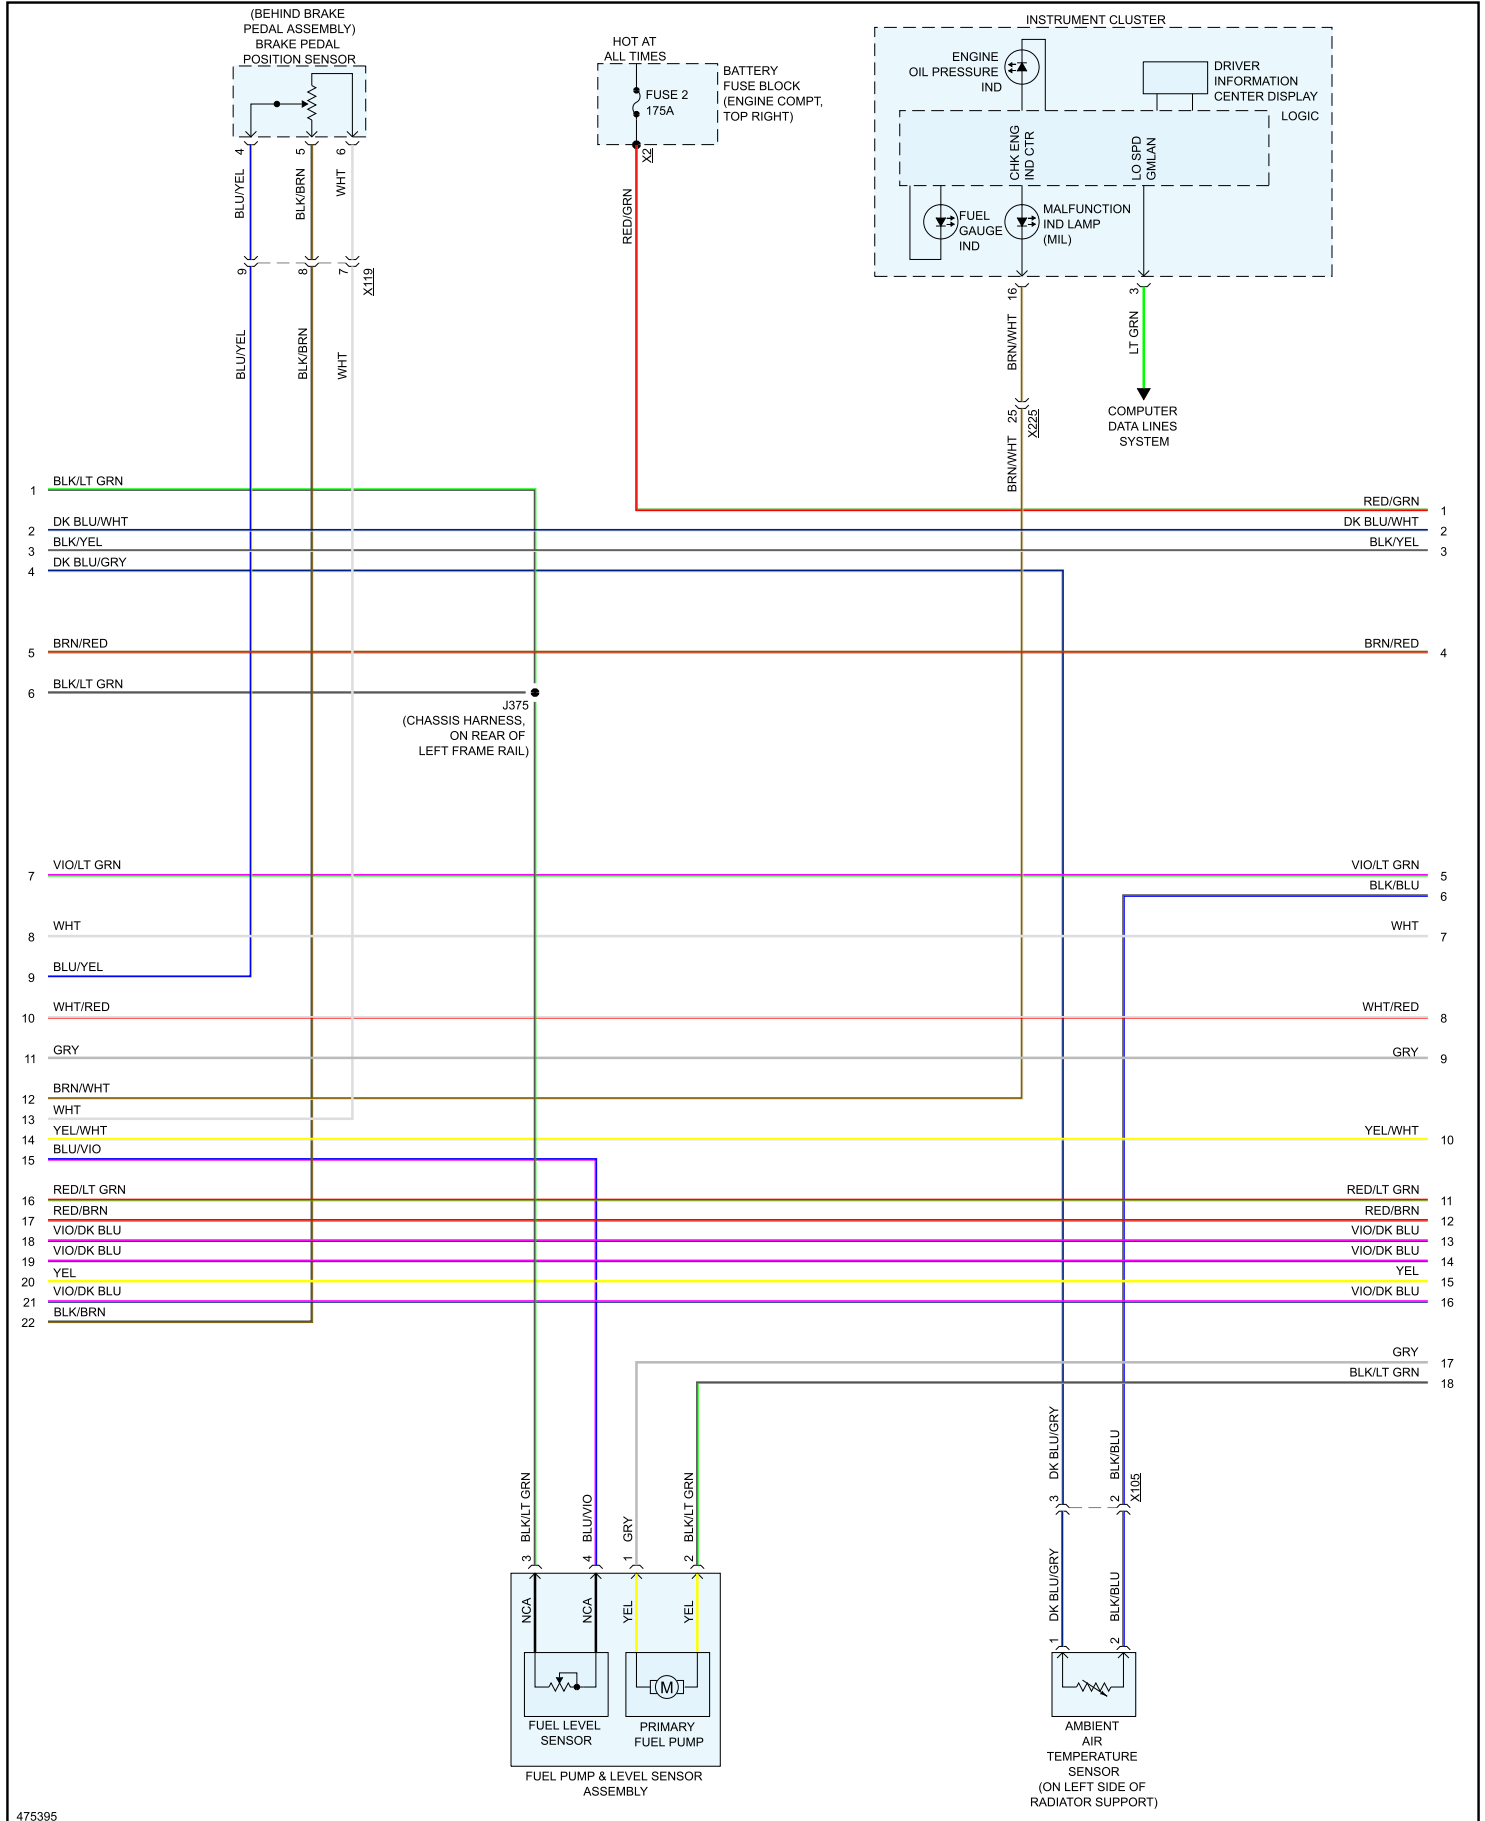 (BEHIND BRAKE
PEDAL ASSEMBLY)
BRAKE PEDAL
POSITION SENSOR
HOT AT
ALL TIMES
FUSE 2
175A
BATTERY
FUSE BLOCK
(ENGINE COMPT,
TOP RIGHT)
X2
RED/GRN
INSTRUMENT CLUSTER
ENGINE
OIL PRESSURE
IND
DRIVER
INFORMATION
CENTER DISPLAY
LOGIC
CHK ENG
IND CTR
LO SPD
GMLAN
FUEL
GAUGE
IND
MALFUNCTION
IND LAMP
(MIL)
4
5
6
BLU/YEL
BLK/BRN
WHT
9
8
7
X119
BLU/YEL
BLK/BRN
WHT
16
3
BRN/WHT
LT GRN
25
X225
BRN/WHT
COMPUTER
DATA LINES
SYSTEM
1 BLK/LT GRN
RED/GRN 1
2 DK BLU/WHT
DK BLU/WHT 2
3 BLK/YEL
BLK/YEL 3
4 DK BLU/GRY
5 BRN/RED
BRN/RED 4
6 BLK/LT GRN
J375
(CHASSIS HARNESS,
ON REAR OF
LEFT FRAME RAIL)
7 VIO/LT GRN
VIO/LT GRN 5
BLK/BLU 6
8 WHT
WHT 7
9 BLU/YEL
10 WHT/RED
WHT/RED 8
11 GRY
GRY 9
12 BRN/WHT
13 WHT
14 YEL/WHT
YEL/WHT 10
15 BLU/VIO
16 RED/LT GRN
RED/LT GRN 11
17 RED/BRN
RED/BRN 12
18 VIO/DK BLU
VIO/DK BLU 13
19 VIO/DK BLU
VIO/DK BLU 14
20 YEL
YEL 15
21 VIO/DK BLU
VIO/DK BLU 16
22 BLK/BRN
GRY 17
BLK/LT GRN 18
3 BLK/LT GRN
4 BLU/VIO
1 GRY
2 BLK/LT GRN
NCA
NCA
YEL
YEL
M
FUEL LEVEL
SENSOR
PRIMARY
FUEL PUMP
FUEL PUMP & LEVEL SENSOR
ASSEMBLY
3 DK BLU/GRY
2 BLK/BLU
X105
1 DK BLU/GRY
2 BLK/BLU
AMBIENT
AIR
TEMPERATURE
SENSOR
(ON LEFT SIDE OF
RADIATOR SUPPORT)
475395